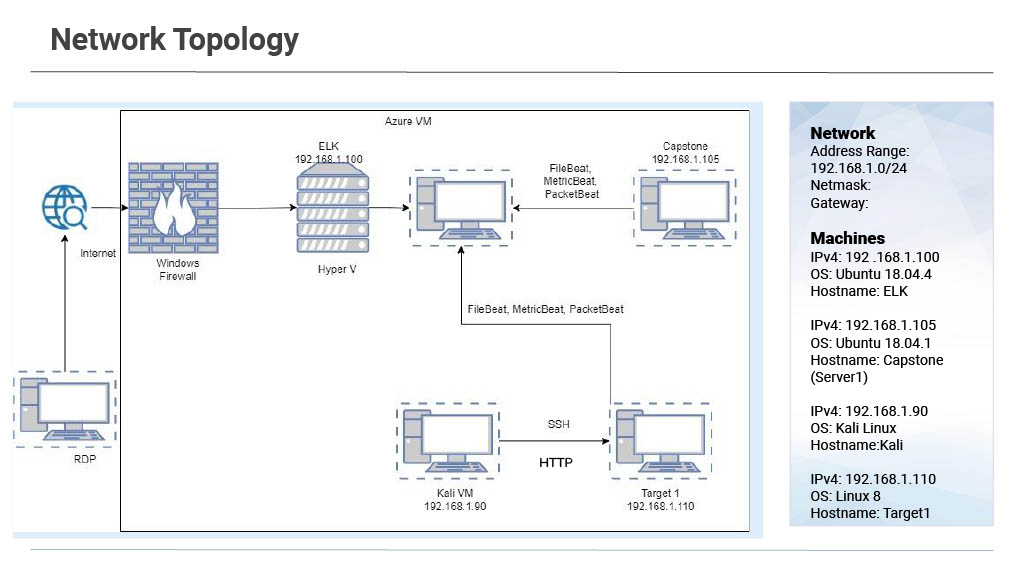 Network Topology
Azure VM
ELK
192.168.1.100
Capstone
192.168.1.105
FileBeat,
MetricBeat,
PacketBeat
Internet
Windows
Firewall
Hyper V
FileBeat, MetricBeat, PacketBeat
RDP
SSH
HTTP
Kali VM
192.168.1.90
Target 1
192.168.1.110
Network
Address Range:
192.168.1.0/24
Netmask:
Gateway:
Machines
IPv4: 192 .168.1.100
OS: Ubuntu 18.04.4
Hostname: ELK
IPv4: 192.168.1.105
OS: Ubuntu 18.04.1
Hostname: Capstone
(Server1)
IPv4: 192.168.1.90
OS: Kali Linux
Hostname:Kali
IPv4: 192.168.1.110
OS: Linux 8
Hostname: Target1